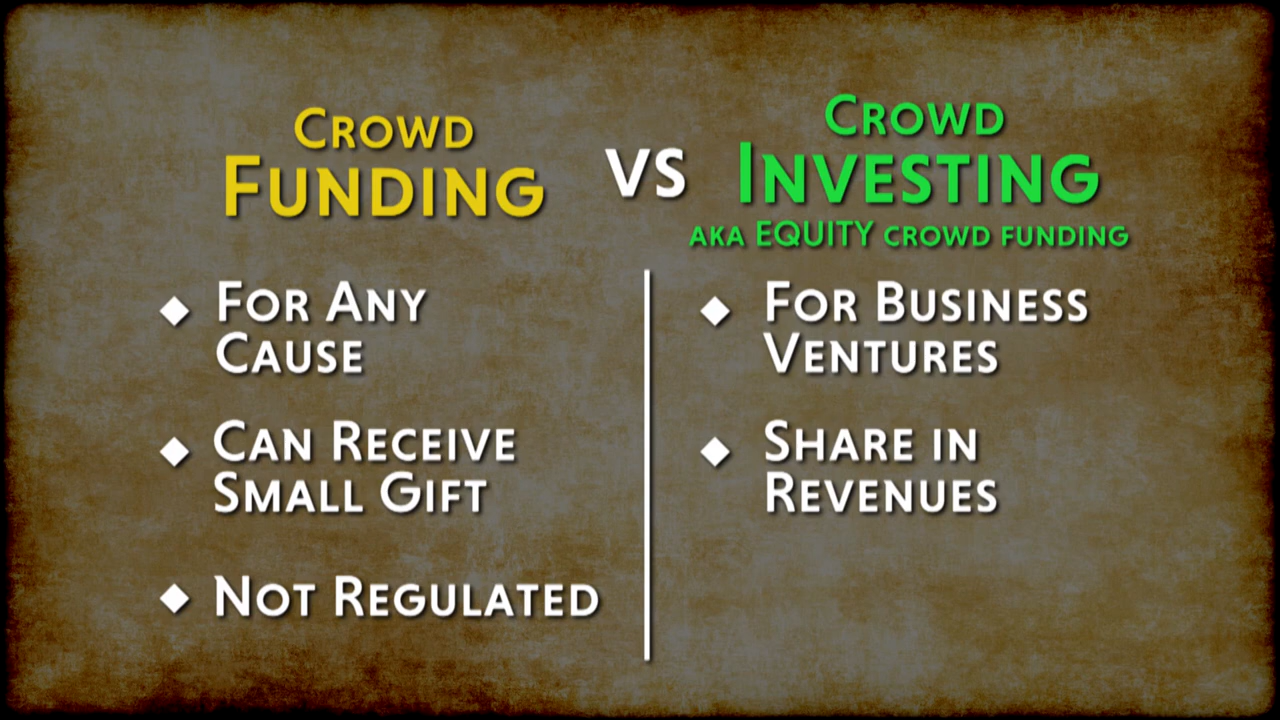 Crowd
Funding
VS
Crowd
Investing
AKA EQUITY CROWD FUNDING
For Any
Cause
Can Receive
Small Gift
Not Regulated
For Business
Ventures
Share in
Revenues